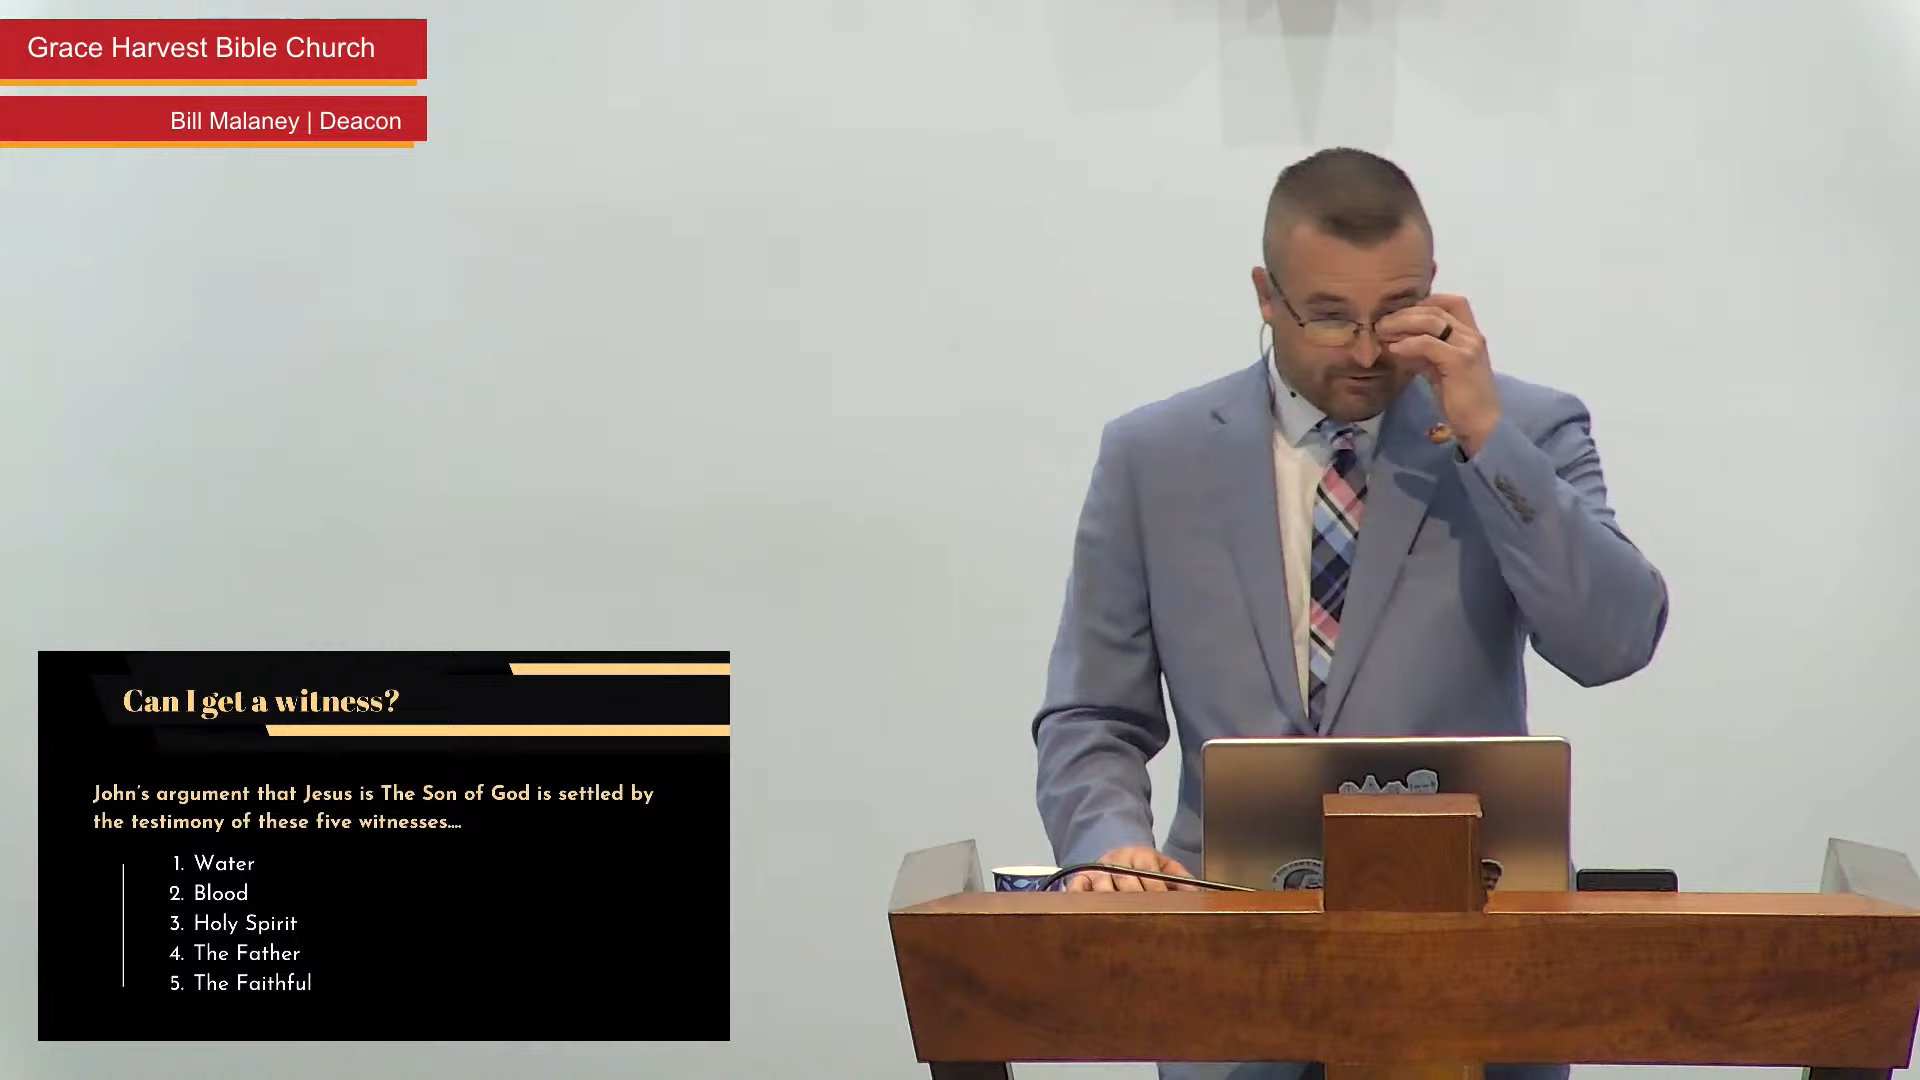 Grace Harvest Bible Church
Bill Malaney | Deacon
Can I get a witness?
John's argument that Jesus is The Son of God is settled by
the testimony of these five witnesses....
1. Water
2. Blood
3. Holy Spirit
4. The Father
5. The Faithful